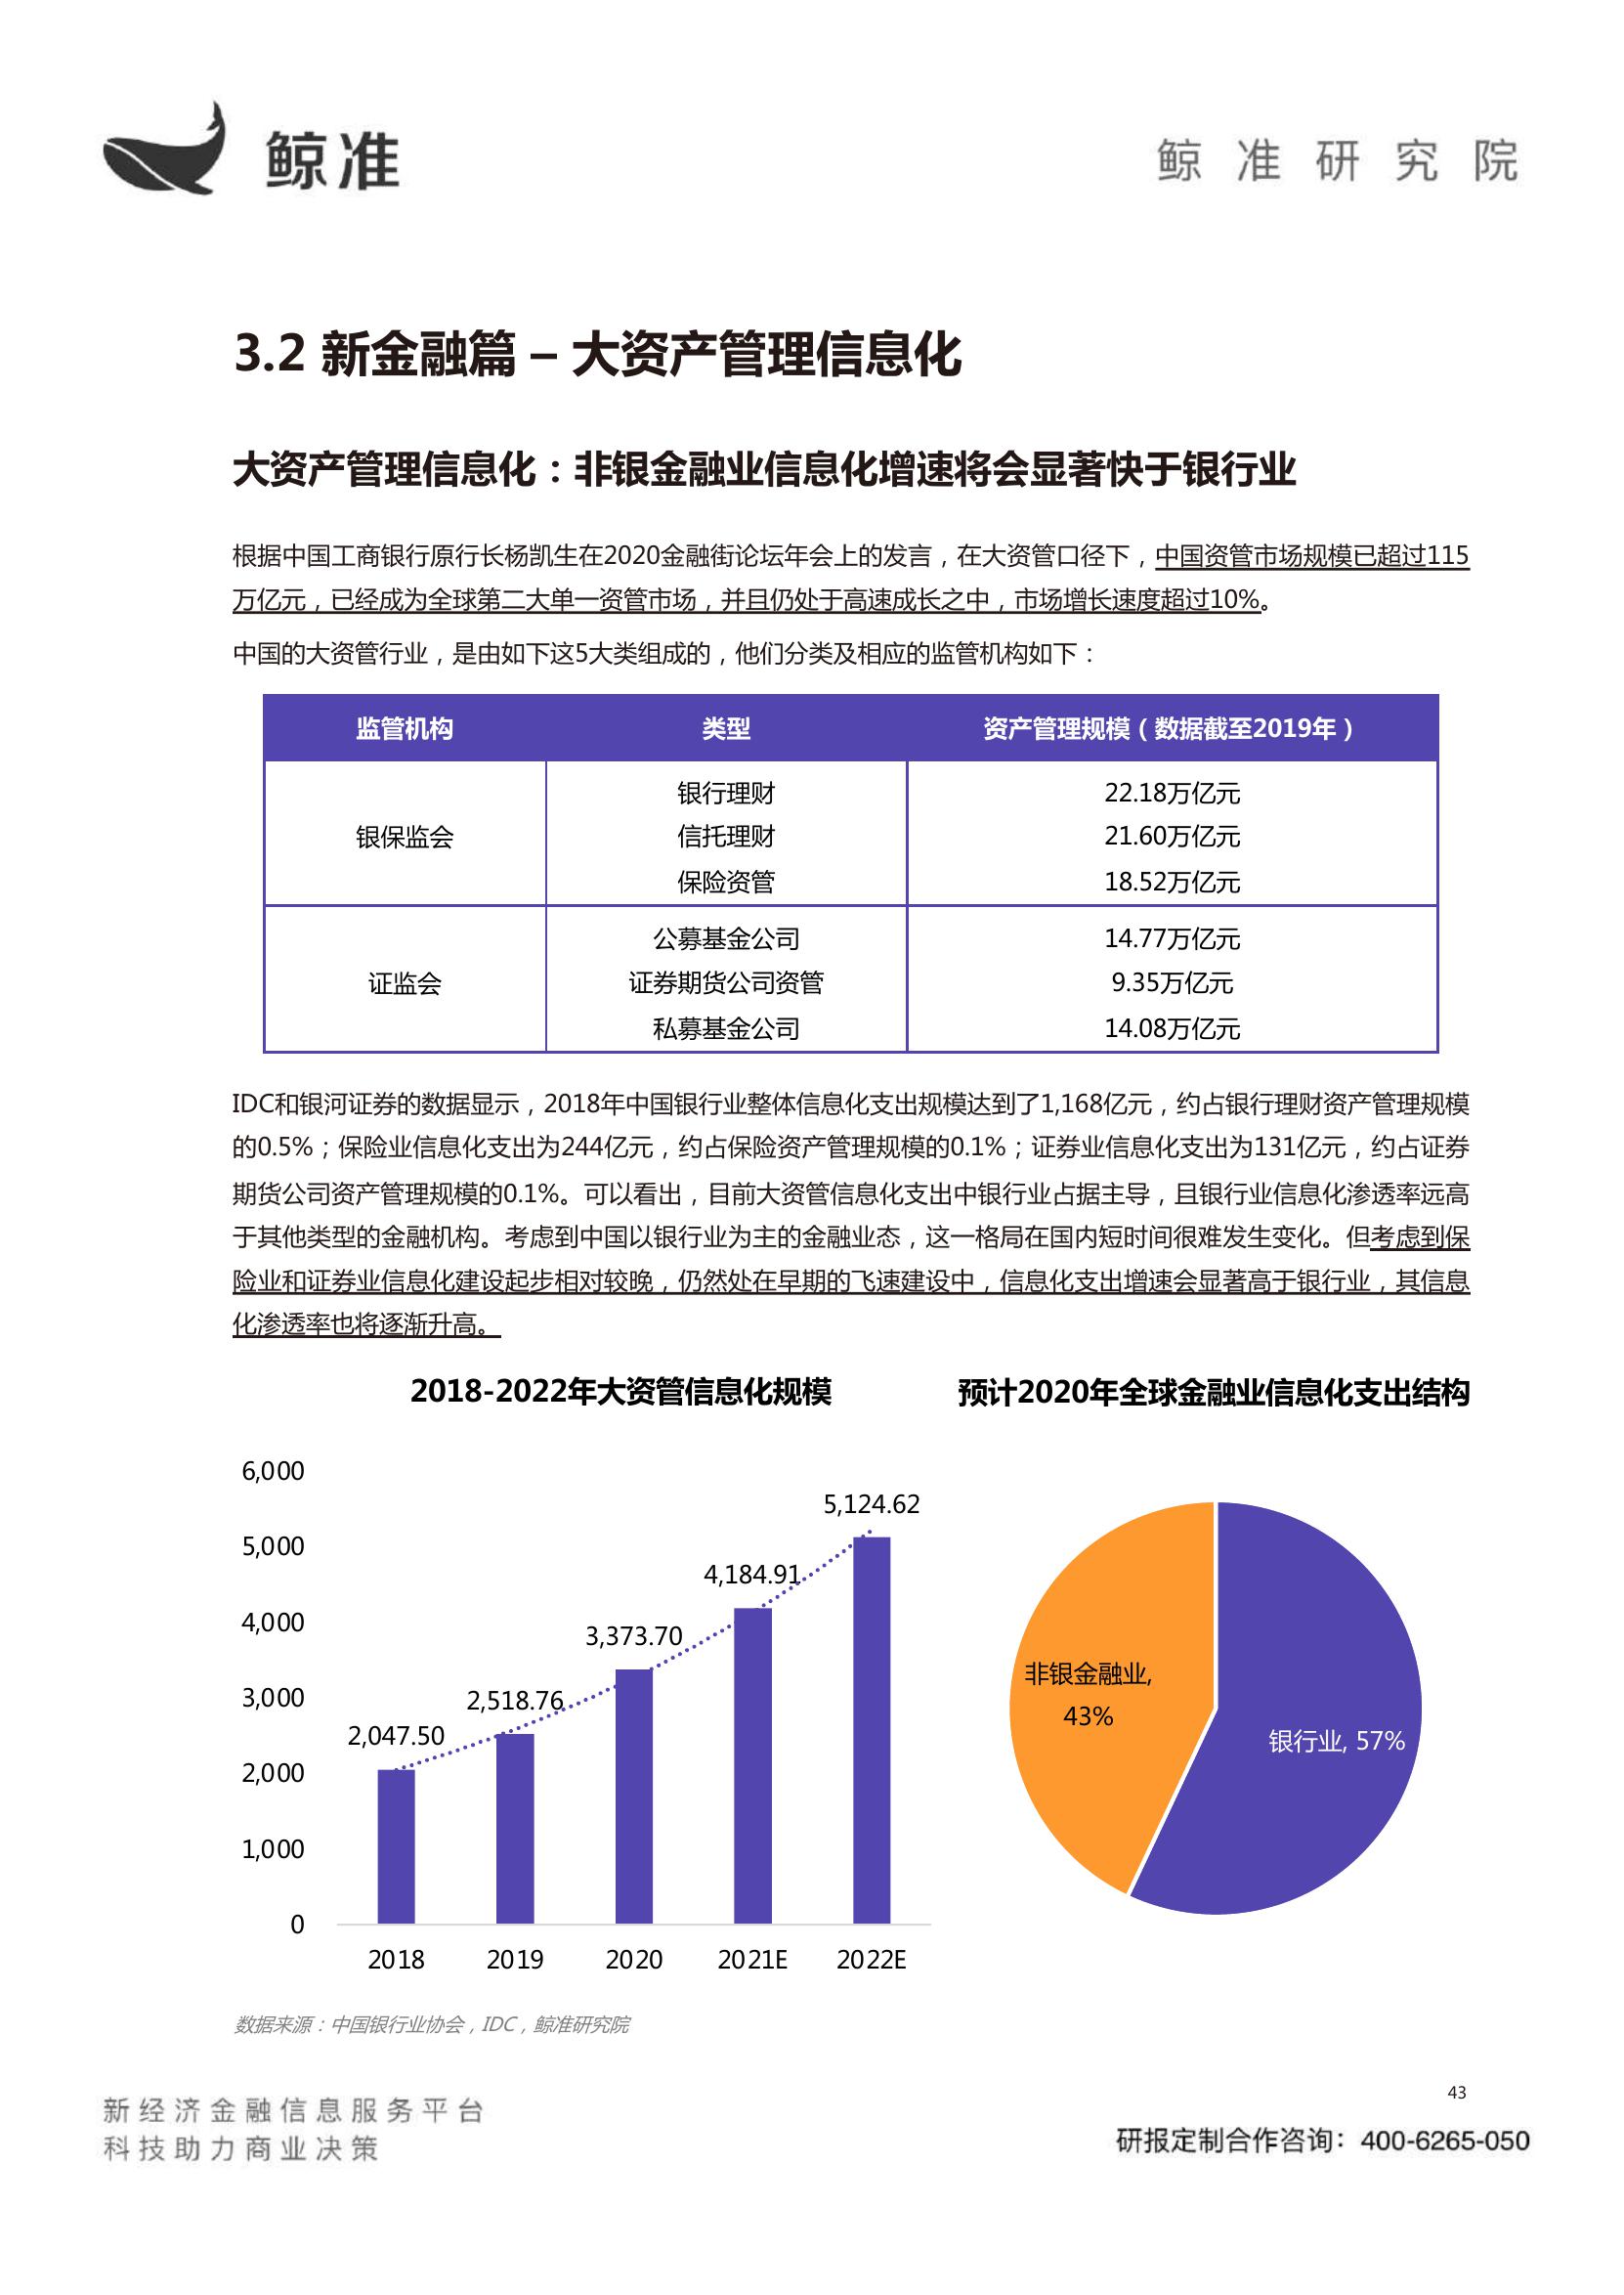 鲸准
鲸准研究院
3.2 新金融篇 – 大资产管理信息化
大资产管理信息化：非银金融业信息化增速将会显著快于银行业
根据中国工商银行原行长杨凯生在2020金融街论坛年会上的发言，在大资管口径下，中国资管市场规模已超过115
万亿元，已经成为全球第二大单一资管市场，并且仍处于高速成长之中，市场增长速度超过10%。
中国的大资管行业，是由如下这5大类组成的，他们分类及相应的监管机构如下：
监管机构 类型 资产管理规模（数据截至2019年）
银行理财 22.18万亿元
银保监会 信托理财 21.60万亿元
保险资管 18.52万亿元
公募基金公司 14.77万亿元
证监会 证券期货公司资管 9.35万亿元
私募基金公司 14.08万亿元
IDC和银河证券的数据显示，2018年中国银行业整体信息化支出规模达到了1,168亿元，约占银行理财资产管理规模
的0.5%；保险业信息化支出为244亿元，约占保险资产管理规模的0.1%；证券业信息化支出为131亿元，约占证券
期货公司资产管理规模的0.1%。可以看出，目前大资管信息化支出中银行业占据主导，且银行业信息化渗透率远高
于其他类型的金融机构。考虑到中国以银行业为主的金融业态，这一格局在国内短时间很难发生变化。但考虑到保
险业和证券业信息化建设起步相对较晚，仍然处在早期的飞速建设中，信息化支出增速会显著高于银行业，其信息
化渗透率也将逐渐升高。
2018-2022年大资管信息化规模
6,000
5,000
4,000
3,000
2,000
1,000
0
2,047.50
2,518.76
3,373.70
4,184.91
5,124.62
2018 2019 2020 2021E 2022E
预计2020年全球金融业信息化支出结构
非银金融业,
43%
银行业, 57%
数据来源：中国银行业协会，IDC，鲸准研究院
43
新经济金融信息服务平台
科技助力商业决策
研报定制合作咨询：400-6265-050